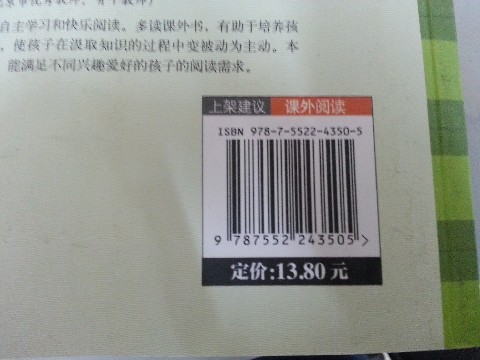 自主学习和快乐阅读。多读课外书，有助于培养孩
，使孩子在汲取知识的过程中变被动为主动。本
能满足不同兴趣爱好的孩子的阅读需求。
上架建议 课外阅读
ISBN 978-7-5522-4350-5
9 787552 243505 >
定价:13.80 元